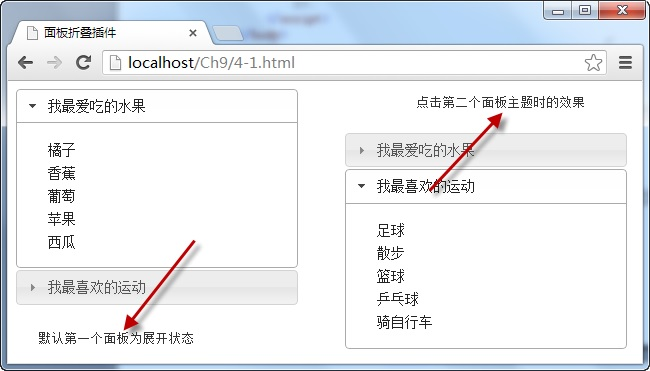 面板折叠插件
localhost/Ch9/4-1.html
我最爱吃的水果
橘子
香蕉
葡萄
苹果
西瓜
我最喜欢的运动
默认第一个面板为展开状态
点击第二个面板主题时的效果
我最爱吃的水果
我最喜欢的运动
足球
散步
篮球
乒乓球
骑自行车